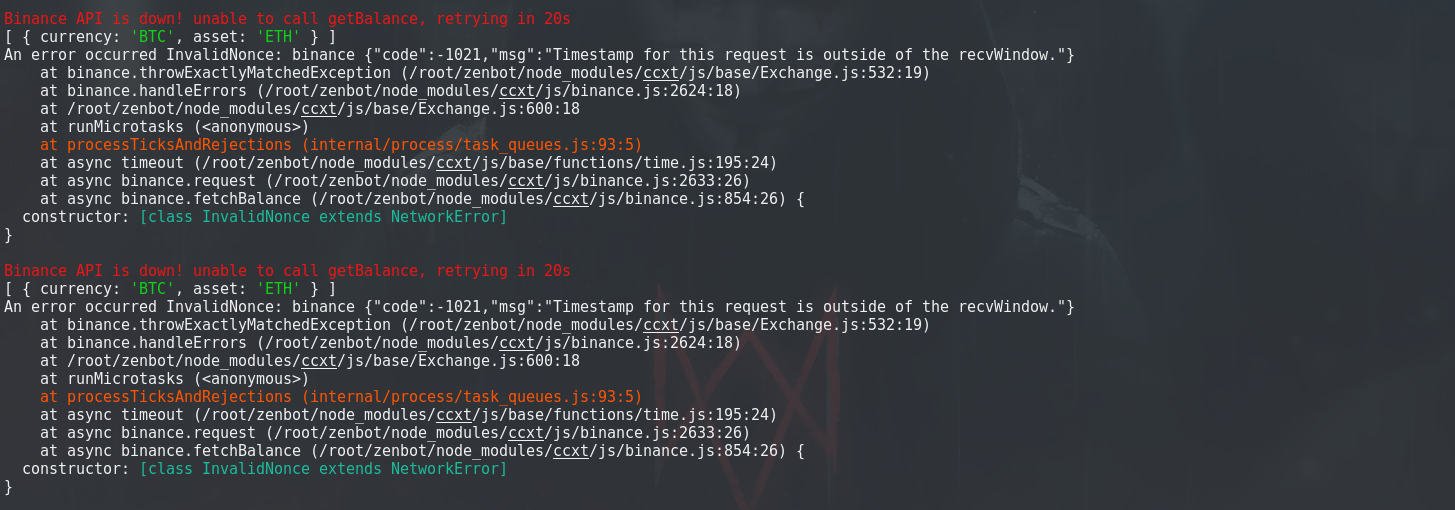 Binance API is down! unable to call getBalance, retrying in 20s
[ { currency: 'BTC', asset: 'ETH' } ]
An error occurred InvalidNonce: binance {"code":-1021,"msg":"Timestamp for this request is outside of the recvWindow."}
    at binance.throwExactlyMatchedException (/root/zenbot/node_modules/ccxt/js/base/Exchange.js:532:19)
    at binance.handleErrors (/root/zenbot/node_modules/ccxt/js/binance.js:2624:18)
    at /root/zenbot/node_modules/ccxt/js/base/Exchange.js:600:18
    at runMicrotasks (<anonymous>)
    at processTicksAndRejections (internal/process/task_queues.js:93:5)
    at async timeout (/root/zenbot/node_modules/ccxt/js/base/functions/time.js:195:24)
    at async binance.request (/root/zenbot/node_modules/ccxt/js/binance.js:2633:26)
    at async binance.fetchBalance (/root/zenbot/node_modules/ccxt/js/binance.js:854:26) {
  constructor: [class InvalidNonce extends NetworkError]
}
Binance API is down! unable to call getBalance, retrying in 20s
[ { currency: 'BTC', asset: 'ETH' } ]
An error occurred InvalidNonce: binance {"code":-1021,"msg":"Timestamp for this request is outside of the recvWindow."}
    at binance.throwExactlyMatchedException (/root/zenbot/node_modules/ccxt/js/base/Exchange.js:532:19)
    at binance.handleErrors (/root/zenbot/node_modules/ccxt/js/binance.js:2624:18)
    at /root/zenbot/node_modules/ccxt/js/base/Exchange.js:600:18
    at runMicrotasks (<anonymous>)
    at processTicksAndRejections (internal/process/task_queues.js:93:5)
    at async timeout (/root/zenbot/node_modules/ccxt/js/base/functions/time.js:195:24)
    at async binance.request (/root/zenbot/node_modules/ccxt/js/binance.js:2633:26)
    at async binance.fetchBalance (/root/zenbot/node_modules/ccxt/js/binance.js:854:26) {
  constructor: [class InvalidNonce extends NetworkError]
}